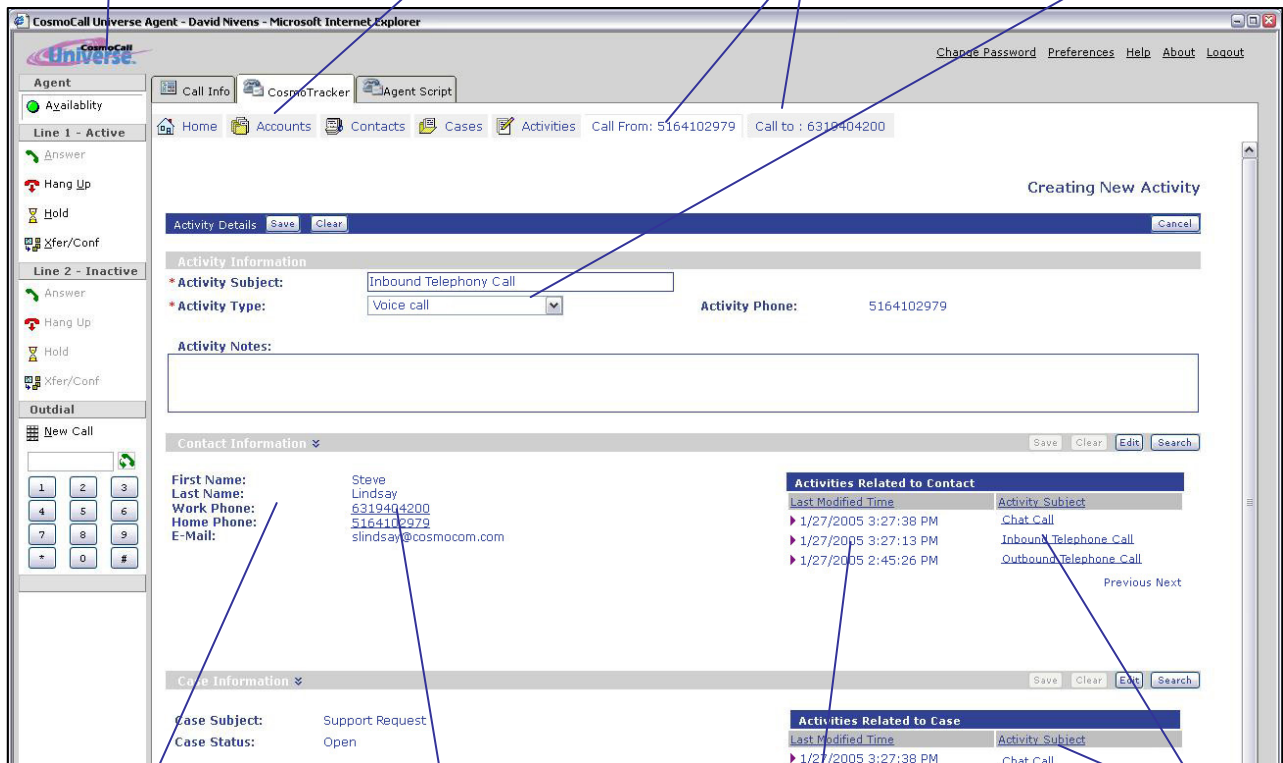 CosmoCall Universe Agent - David Nivens - Microsoft Internet Explorer
CosmoCall
Universe.
Change Password Preferences Help About Logout
Agent
Call Info CosmoTracker Agent Script
Availablity
Home Accounts Contacts Cases Activities Call From: 5164102979 Call to : 6319404200
Line 1 - Active
Answer
Hang Up
Creating New Activity
Hold
Activity Details Save Clear Cancel
Xfer/Conf
Activity Information
Line 2 - Inactive
*Activity Subject: Inbound Telephony Call
Answer
*Activity Type: Voice call Activity Phone: 5164102979
Hang Up
Activity Notes:
Hold
Xfer/Conf
Outdial
New Call
Contact Information Save Clear Edit Search
First Name: Steve
Last Name: Lindsay
Work Phone: 6319404200
Home Phone: 5164102979
E-Mail: slindsay@cosmocom.com
Activities Related to Contact
Last Modified Time Activity Subject
1/27/2005 3:27:38 PM Chat Call
1/27/2005 3:27:13 PM Inbound Telephone Call
1/27/2005 2:45:26 PM Outbound Telephone Call
Previous Next
1 2 3
4 5 6
7 8 9
* 0 #
Case Information Save Clear Edit Search
Case Subject: Support Request
Case Status: Open
Activities Related to Case
Last Modified Time Activity Subject
1/27/2005 3:27:38 PM Chat Call